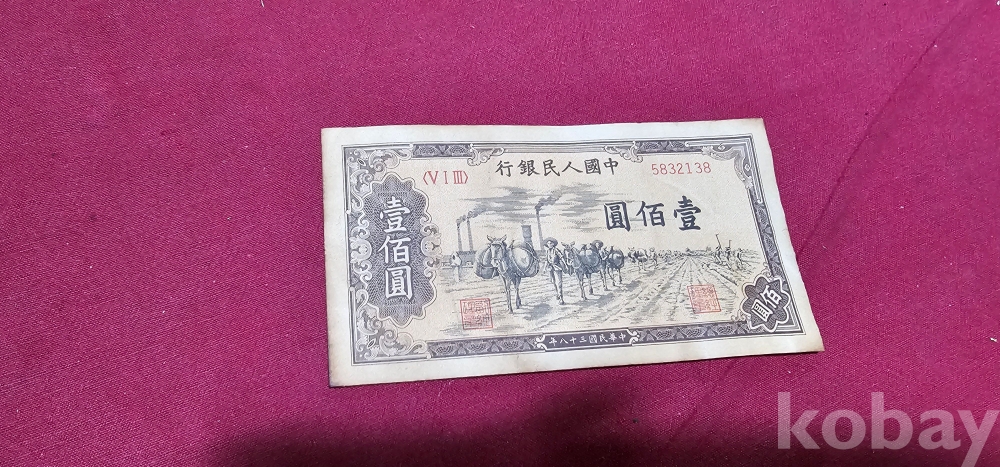 中國人民銀行
〈V I III〉
5832138
壹佰圓
壹佰圓
佰圓
中華民國三十八年
kobay